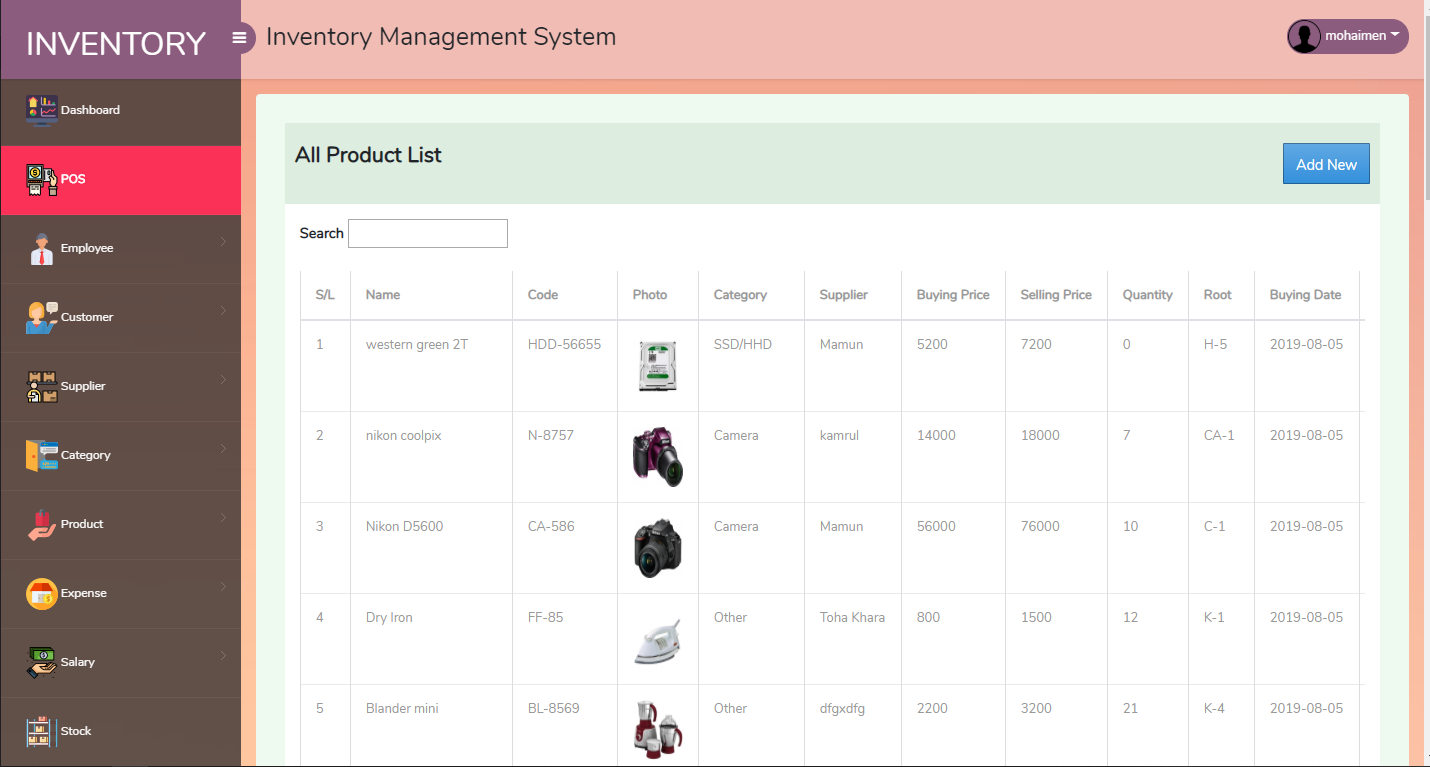 INVENTORY
Inventory Management System
mohaimen
Dashboard
POS
Employee
Customer
Supplier
Category
Product
Expense
Salary
Stock
All Product List
Add New
Search
S/L Name Code Photo Category Supplier Buying Price Selling Price Quantity Root Buying Date
1 western green 2T HDD-56655 SSD/HHD Mamun 5200 7200 0 H-5 2019-08-05
2 nikon coolpix N-8757 Camera kamrul 14000 18000 7 CA-1 2019-08-05
3 Nikon D5600 CA-586 Camera Mamun 56000 76000 10 C-1 2019-08-05
4 Dry Iron FF-85 Other Toha Khara 800 1500 12 K-1 2019-08-05
5 Blander mini BL-8569 Other dfgxdfg 2200 3200 21 K-4 2019-08-05